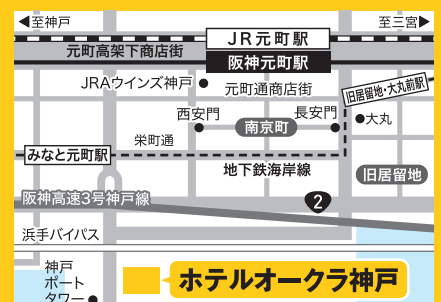 ◀至神戸
至三宮▶
JR元町駅
元町高架下商店街
阪神元町駅
JRAウインズ神戸
元町通商店街
旧居留地・大丸前駅
西安門
長安門
大丸
南京町
栄町通
みなと元町駅
地下鉄海岸線
旧居留地
阪神高速3号神戸線
2
浜手バイパス
神戸
ポート
タワー
ホテルオークラ神戸